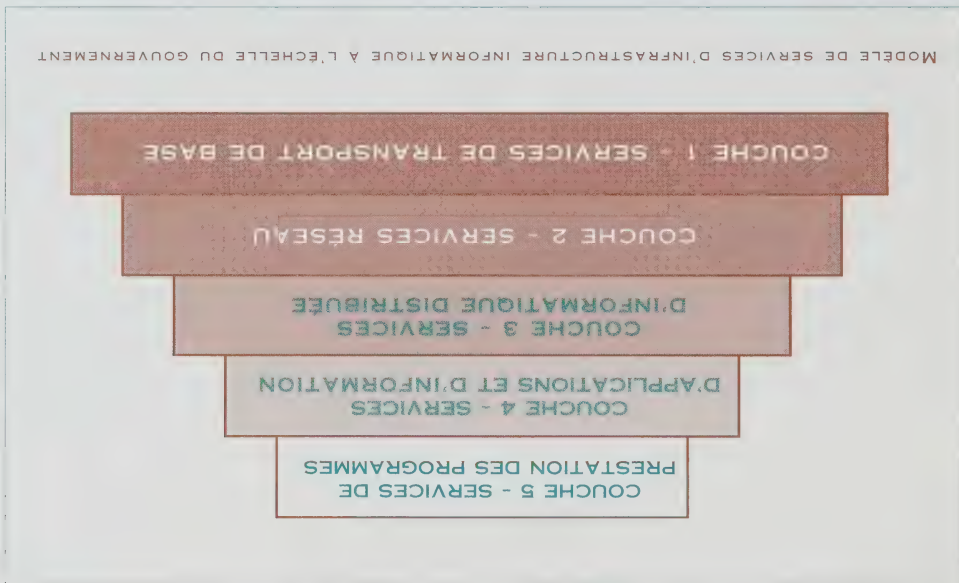 COUCHE 5 - SERVICES DE
PRESTATION DES PROGRAMMES
COUCHE 4 - SERVICES
D'APPLICATIONS ET D'INFORMATION
COUCHE 3 - SERVICES
D'INFORMATIQUE DISTRIBUÉE
COUCHE 2 - SERVICES RÉSEAU
COUCHE 1 - SERVICES DE TRANSPORT DE BASE
MODÈLE DE SERVICES D'INFRASTRUCTURE INFORMATIQUE A L'ÉCHELLE DU GOUVERNEMENT